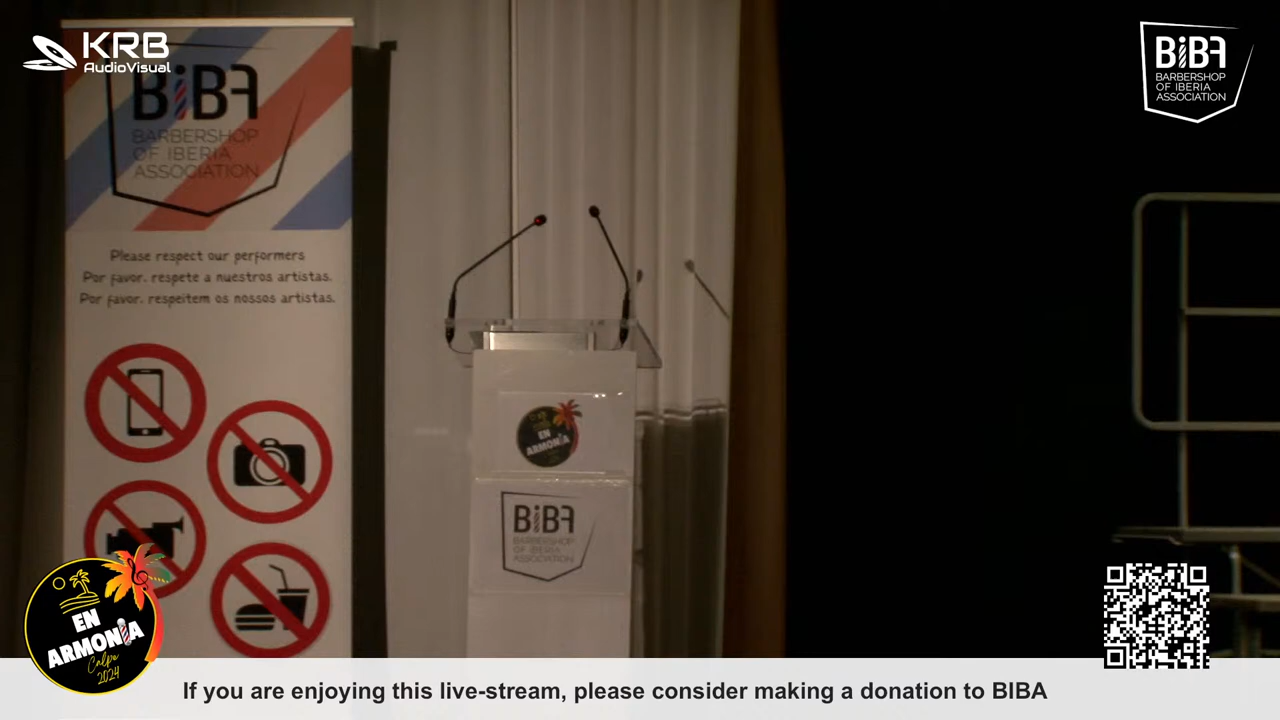 KRB
AudioVisual
BiBA
BARBERSHOP
OF IBERIA
ASSOCIATION
BiBA
BARBERSHOP
OF IBERIA
ASSOCIATION
Please respect our performers
Por favor, respete a nuestros artistas.
Por favor, respeitem os nossos artistas.
EN
ARMONiA
BiBA
BARBERSHOP
OF IBERIA
ASSOCIATION
EN
ARMONiA
Calpe
2024
If you are enjoying this live-stream, please consider making a donation to BIBA